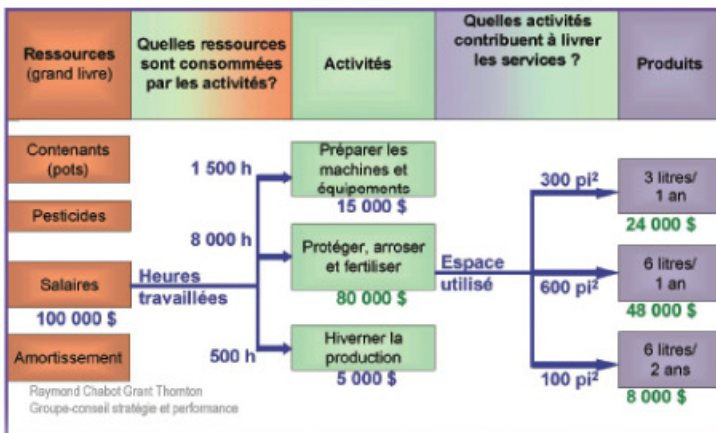 Ressources
(grand livre)
Quelles ressources
sont consommées
par les activités?
Activités
Quelles activités
contribuent à livrer
les services ?
Produits
Contenants
(pots)
Pesticides
Salaires
100 000 $
Amortissement
Heures
travaillées
1 500 h
8 000 h
500 h
Préparer les
machines et
équipements
15 000 $
Protéger, arroser
et fertiliser
80 000 $
Hiverner la
production
5 000 $
Espace
utilisé
300 pi²
600 pi²
100 pi²
3 litres/
1 an
24 000 $
6 litres/
1 an
48 000 $
6 litres/
2 ans
8 000 $
Raymond Chabot Grant Thornton
Groupe-conseil stratégie et performance